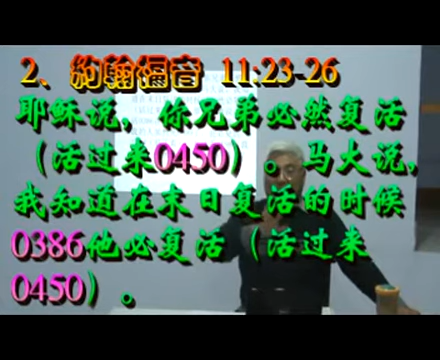 2、约翰福音 11:23-26
耶稣说，你兄弟必然复活
（活过来0450）。马大说，
我知道在末日复活的时候
0386他必复活（活过来
0450）。